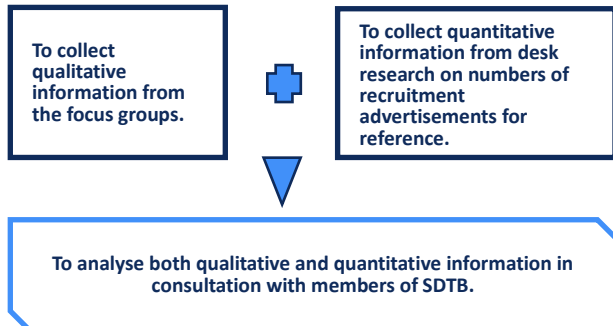 To collect
qualitative
information from
the focus groups.
To collect quantitative
information from desk
research on numbers of
recruitment
advertisements for
reference.
To analyse both qualitative and quantitative information in
consultation with members of SDTB.